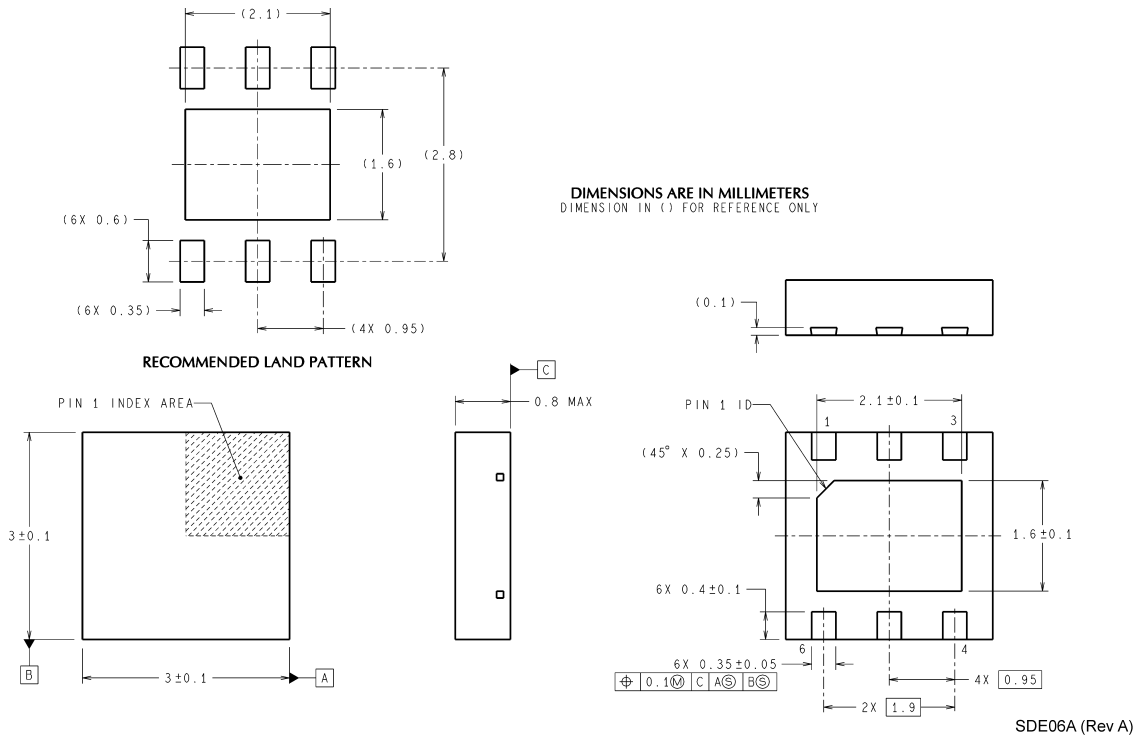 (2.1)
(2.8)
(1.6)
(6X 0.6)
(6X 0.35)
(4X 0.95)
RECOMMENDED LAND PATTERN
DIMENSIONS ARE IN MILLIMETERS
DIMENSION IN () FOR REFERENCE ONLY
(0.1)
PIN 1 INDEX AREA
3±0.1
B
3±0.1
A
C
0.8 MAX
PIN 1 ID
2.1±0.1
1
3
(45° X 0.25)
1.6±0.1
6X 0.4±0.1
6
4
6X 0.35±0.05
⌖ 0.1Ⓜ C AⓈ BⓈ
4X 0.95
2X 1.9
SDE06A (Rev A)